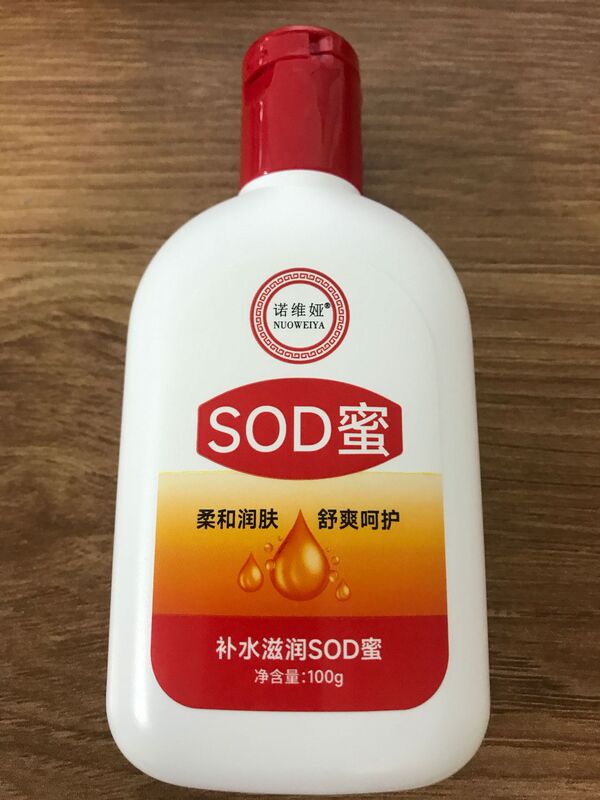 诺维娅®
NUOWEIYA
SOD蜜
柔和润肤 舒爽呵护
补水滋润SOD蜜
净含量:100g